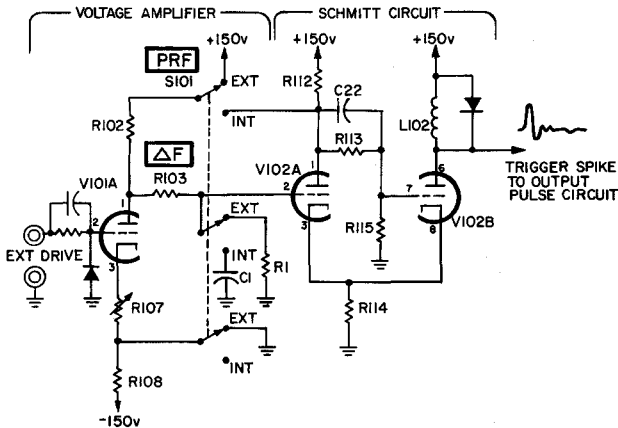 VOLTAGE AMPLIFIER
SCHMITT CIRCUIT
+150v
+150v
+150v
PRF
S101
EXT
R112
C22
INT
R102
L102
R113
ΔF
R103
V102A
V101A
1
1
6
TRIGGER SPIKE
TO OUTPUT
PULSE CIRCUIT
2
2
7
EXT
3
8
V102B
R115
EXT DRIVE
3
INT
C1
R1
R107
EXT
R114
INT
R108
-150v